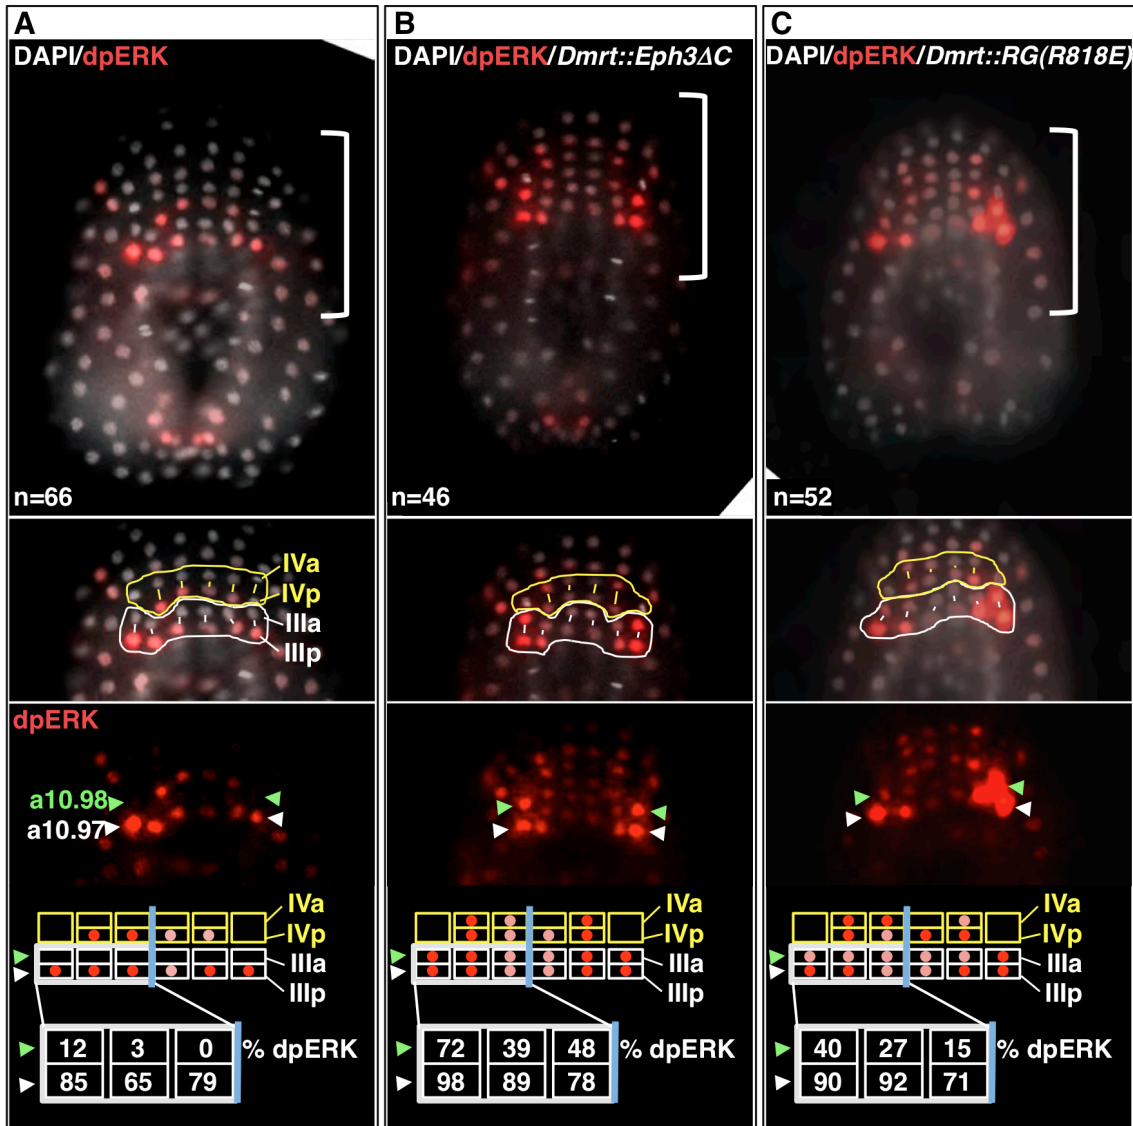 A
DAPI/dpERK
n=66
IVa
IVp
IIIa
IIIp
dpERK
a10.98
a10.97
IVa
IVp
IIIa
IIIp
12 3 0 % dpERK
85 65 79
B
DAPI/dpERK/Dmrt::Eph3ΔC
n=46
IVa
IVp
IIIa
IIIp
72 39 48 % dpERK
98 89 78
C
DAPI/dpERK/Dmrt::RG(R818E)
n=52
IVa
IVp
IIIa
IIIp
40 27 15 % dpERK
90 92 71